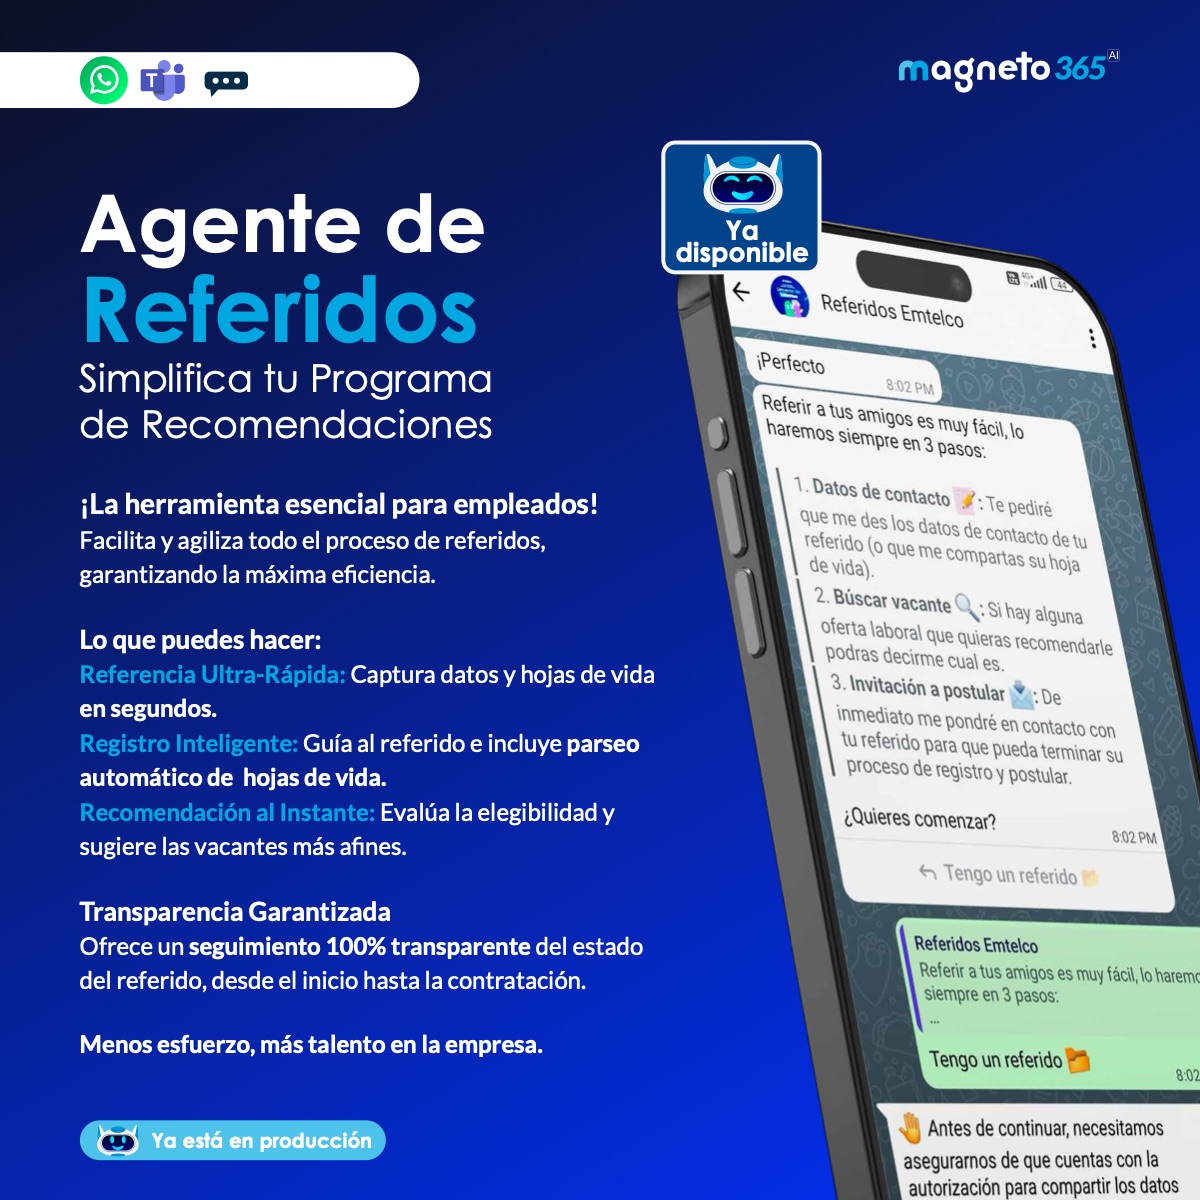 magneto 365 AI
Ya
disponible
Agente de
Referidos
Simplifica tu Programa
de Recomendaciones
¡La herramienta esencial para empleados!
Facilita y agiliza todo el proceso de referidos,
garantizando la máxima eficiencia.
Lo que puedes hacer:
Referencia Ultra-Rápida: Captura datos y hojas de vida
en segundos.
Registro Inteligente: Guía al referido e incluye parseo
automático de hojas de vida.
Recomendación al Instante: Evalúa la elegibilidad y
sugiere las vacantes más afines.
Transparencia Garantizada
Ofrece un seguimiento 100% transparente del estado
del referido, desde el inicio hasta la contratación.
Menos esfuerzo, más talento en la empresa.
Ya está en producción
4G+
44
Referidos Emtelco
¡Perfecto
8:02 PM
Referir a tus amigos es muy fácil, lo
haremos siempre en 3 pasos:
1. Datos de contacto 📝: Te pediré
que me des los datos de contacto de tu
referido (o que me compartas su hoja
de vida).
2. Búscar vacante 🔍: Si hay alguna
oferta laboral que quieras recomendarle
podras decirme cual es.
3. Invitación a postular 📩: De
inmediato me pondré en contacto con
tu referido para que pueda terminar su
proceso de registro y postular.
¿Quieres comenzar?
8:02 PM
Tengo un referido 📂
Referidos Emtelco
Referir a tus amigos es muy fácil, lo haremo
siempre en 3 pasos:
...
Tengo un referido 📂
8:02
🤚 Antes de continuar, necesitamos
asegurarnos de que cuentas con la
autorización para compartir los datos